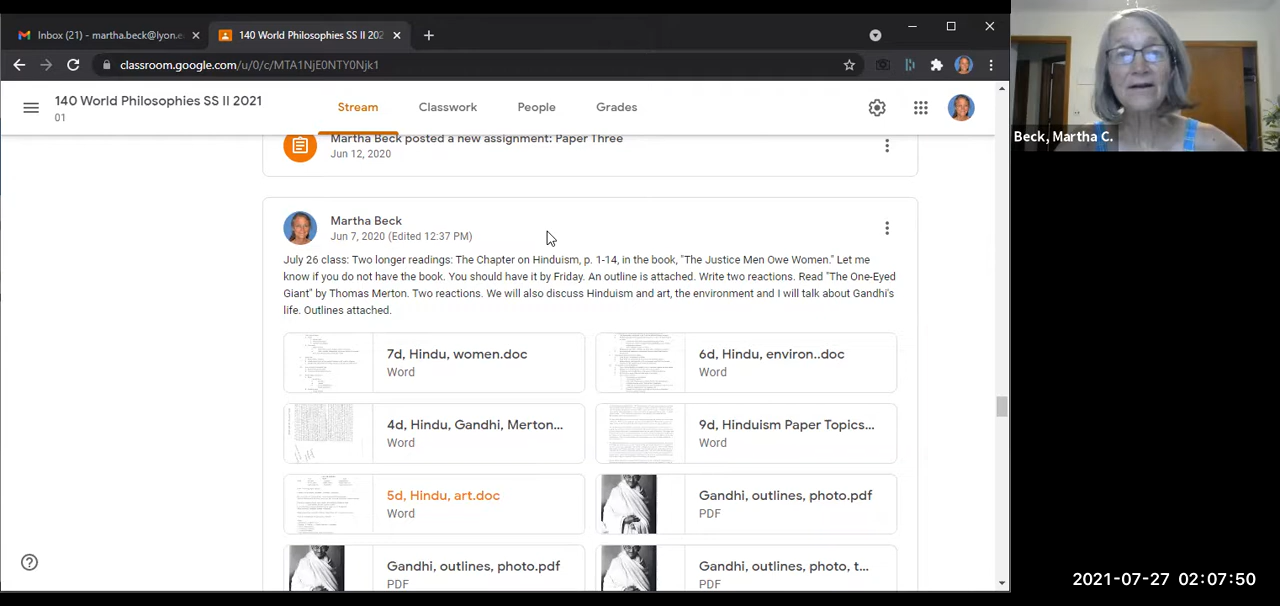 Inbox (21) - martha.beck@lyon.e
140 World Philosophies SS II 202
classroom.google.com/u/0/c/MTA1NjE0NTY0Njk1
140 World Philosophies SS II 2021
01
Stream
Classwork
People
Grades
Beck, Martha C.
Martha Beck posted a new assignment: Paper Three
Jun 12, 2020
Martha Beck
Jun 7, 2020 (Edited 12:37 PM)
July 26 class: Two longer readings: The Chapter on Hinduism, p. 1-14, in the book, "The Justice Men Owe Women." Let me
know if you do not have the book. You should have it by Friday. An outline is attached. Write two reactions. Read "The One-Eyed
Giant" by Thomas Merton. Two reactions. We will also discuss Hinduism and art, the environment and I will talk about Gandhi's
life. Outlines attached.
7d, Hindu, women.doc
Word
6d, Hindu, environ..doc
Word
4d, Hindu, Gandhi, Merton...
Word
9d, Hinduism Paper Topics...
Word
5d, Hindu, art.doc
Word
Gandhi, outlines, photo.pdf
PDF
Gandhi, outlines, photo.pdf
PDF
Gandhi, outlines, photo, t...
PDF
2021-07-27 02:07:50